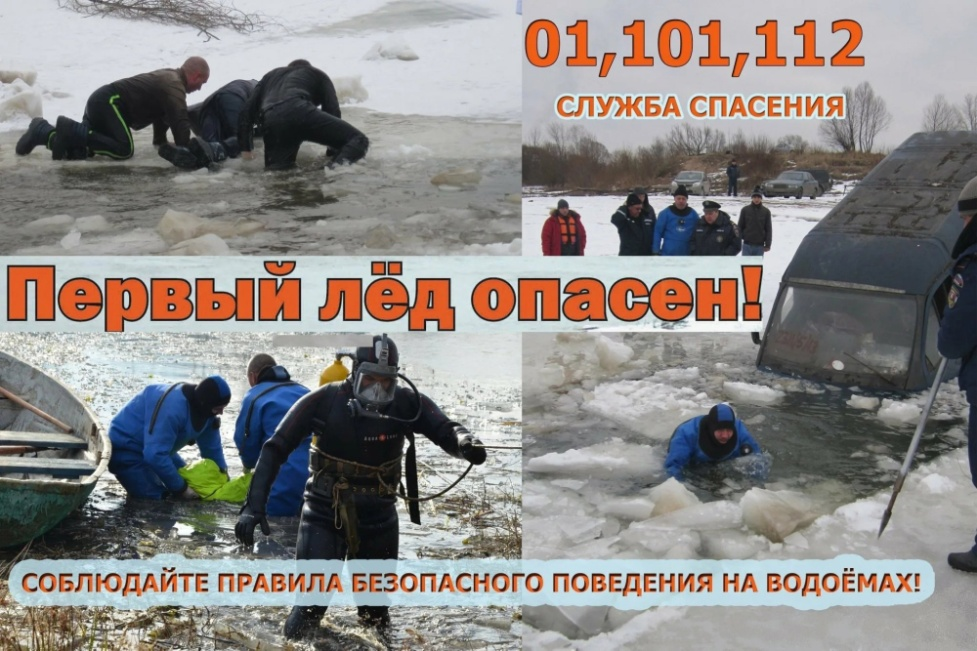 01,101,112
СЛУЖБА СПАСЕНИЯ
Первый лёд опасен!
СОБЛЮДАЙТЕ ПРАВИЛА БЕЗОПАСНОГО ПОВЕДЕНИЯ НА ВОДОЁМАХ!